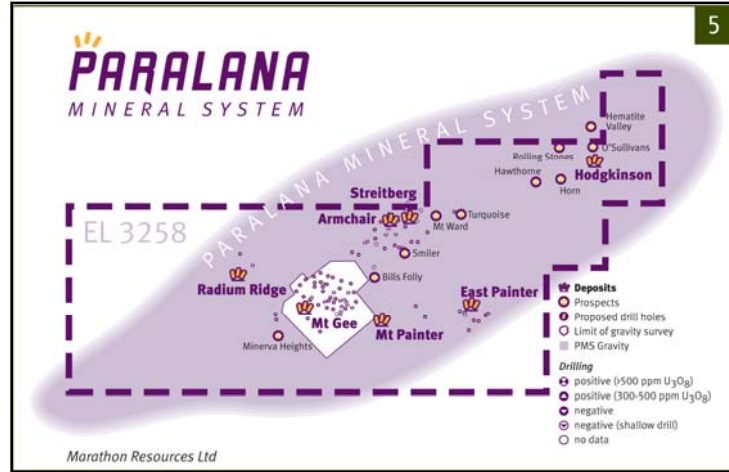 5
PARALANA
MINERAL SYSTEM
PARALANA MINERAL SYSTEM
Hematite
Valley
O'Sullivans
Rolling Stones
Hodgkinson
Hawthorne
Horn
Streitberg
Armchair
Mt Ward
Turquoise
EL 3258
Smiler
Bills Folly
Radium Ridge
East Painter
Mt Gee
Mt Painter
Minerva Heights
Deposits
Prospects
Proposed drill holes
Limit of gravity survey
PMS Gravity
Drilling
positive (>500 ppm U₃O₈)
positive (300-500 ppm U₃O₈)
negative
negative (shallow drill)
no data
Marathon Resources Ltd